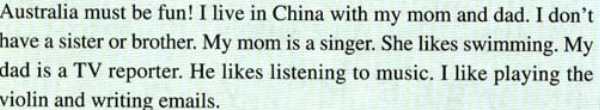 Australia must be fun! I live in China with my mom and dad. I don't
have a sister or brother. My mom is a singer. She likes swimming. My
dad is a TV reporter. He likes listening to music. I like playing the
violin and writing emails.